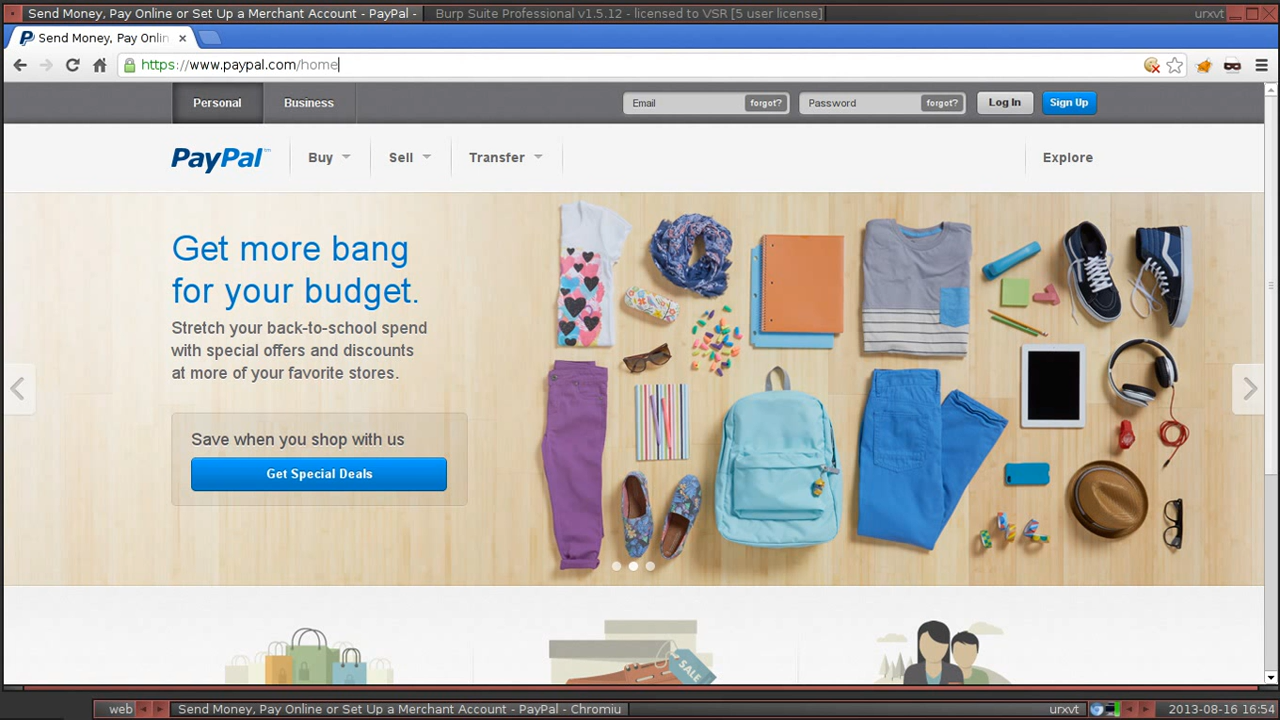 Send Money, Pay Online or Set Up a Merchant Account - PayPal -
Burp Suite Professional v1.5.12 - licensed to VSR [5 user license]
urxvt
Send Money, Pay Onlin
https://www.paypal.com/home
Personal
Business
Email
forgot?
Password
forgot?
Log In
Sign Up
PayPal™
Buy
Sell
Transfer
Explore
Get more bang
for your budget.
Stretch your back-to-school spend
with special offers and discounts
at more of your favorite stores.
Save when you shop with us
Get Special Deals
SALE
web
Send Money, Pay Online or Set Up a Merchant Account - PayPal - Chromiu
urxvt
2013-08-16 16:54